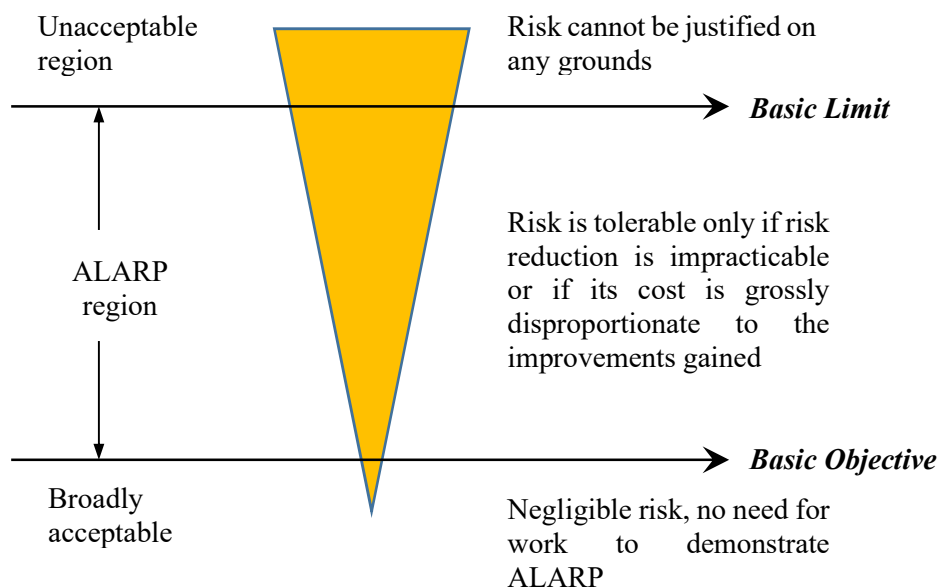 Unacceptable
region
Risk cannot be justified on
any grounds
Basic Limit
ALARP
region
Risk is tolerable only if risk
reduction is impracticable
or if its cost is grossly
disproportionate to the
improvements gained
Basic Objective
Broadly
acceptable
Negligible risk, no need for
work to demonstrate
ALARP